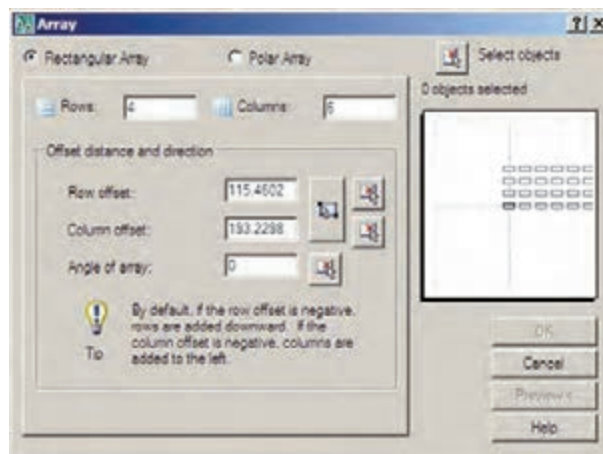 Array
Rectangular Array
Polar Array
Select objects
0 objects selected
Rows:
4
Columns:
6
Offset distance and direction
Row offset:
115.4602
Column offset:
193.2298
Angle of array:
0
By default, if the row offset is negative,
rows are added downward. If the
column offset is negative, columns are
added to the left.
Tip
OK
Cancel
Preview <
Help